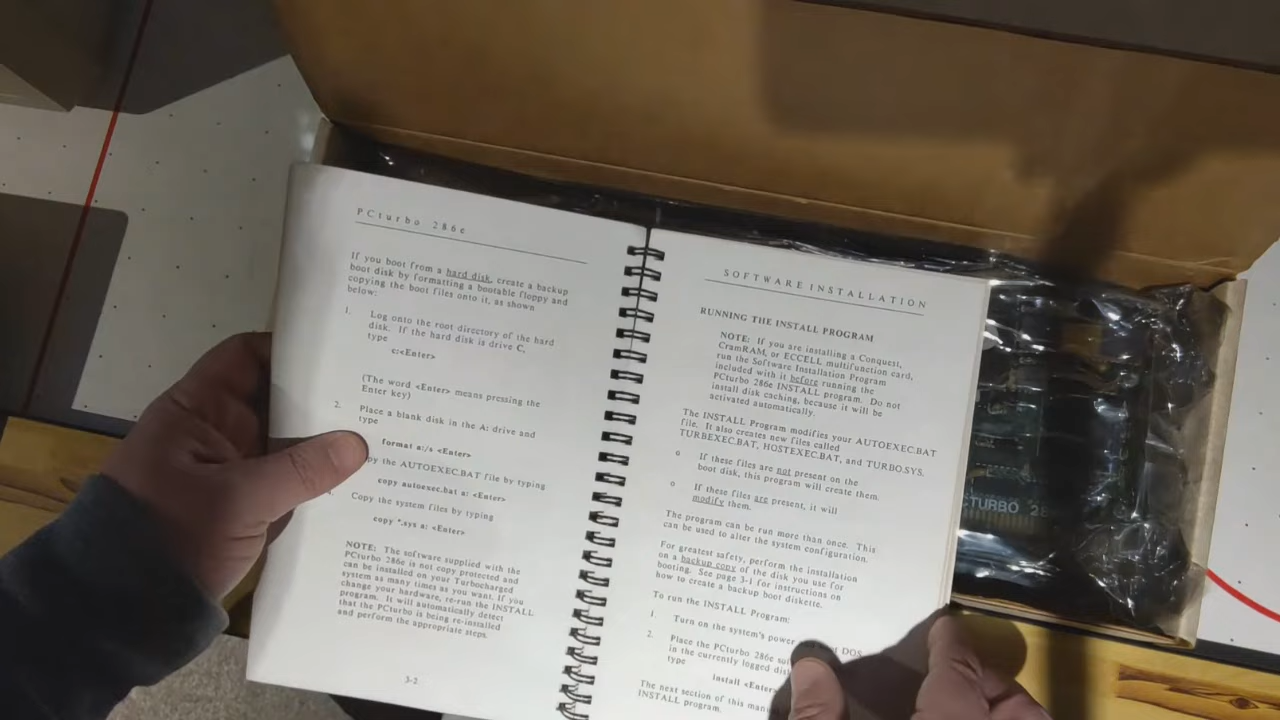 PCturbo 286e
If you boot from a hard disk, create a backup
boot disk by formatting a bootable floppy and
copying the boot files onto it, as shown
below:
1. Log onto the root directory of the hard
disk. If the hard disk is drive C,
type
c:<Enter>
(The word <Enter> means pressing the
Enter key)
2. Place a blank disk in the A: drive and
type
format a:/s <Enter>
py the AUTOEXEC.BAT file by typing
copy autoexec.bat a: <Enter>
Copy the system files by typing
copy *.sys a: <Enter>
NOTE: The software supplied with the
PCturbo 286e is not copy protected and
can be installed on your Turbocharged
system as many times as you want. If you
change your hardware, re-run the INSTALL
program. It will automatically detect
that the PCturbo is being re-installed
and perform the appropriate steps.
3-2
SOFTWARE INSTALLATION
RUNNING THE INSTALL PROGRAM
NOTE: If you are installing a Conquest,
CramRAM, or ECCELL multifunction card,
run the Software Installation Program
included with it before running the
PCturbo 286e INSTALL program. Do not
install disk caching, because it will be
activated automatically.
The INSTALL Program modifies your AUTOEXEC.BAT
file. It also creates new files called
TURBEXEC.BAT, HOSTEXEC.BAT, and TURBO.SYS.
o If these files are not present on the
boot disk, this program will create them.
o If these files are present, it will
modify them.
The program can be run more than once. This
can be used to alter the system configuration.
For greatest safety, perform the installation
on a backup copy of the disk you use for
booting. See page 3-1 for instructions on
how to create a backup boot diskette.
To run the INSTALL Program:
1. Turn on the system's power DOS
2. Place the PCturbo 286e
in the currently logged
type
install <Enter>
The next section of this
INSTALL program.
CTURBO 28